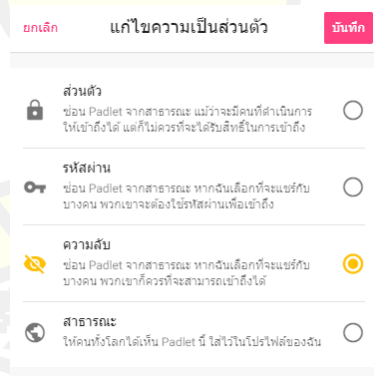 ยกเลิก แก้ไขความเป็นส่วนตัว บันทึก
ส่วนตัว
ซ่อน Padlet จากสาธารณะ แม้ว่าจะมีคนที่ดำเนินการ
ให้เข้าถึงได้ แต่ก็ไม่ควรที่จะได้รับสิทธิ์ในการเข้าถึง
รหัสผ่าน
ซ่อน Padlet จากสาธารณะ หากฉันเลือกที่จะแชร์กับ
บางคน พวกเขาจะต้องใช้รหัสผ่านเพื่อเข้าถึง
ความลับ
ซ่อน Padlet จากสาธารณะ หากฉันเลือกที่จะแชร์กับ
บางคน พวกเขาก็ควรที่จะสามารถเข้าถึงได้
สาธารณะ
ให้คนทั้งโลกได้เห็น Padlet นี้ ใส่ไว้ในโปรไฟล์ของฉัน